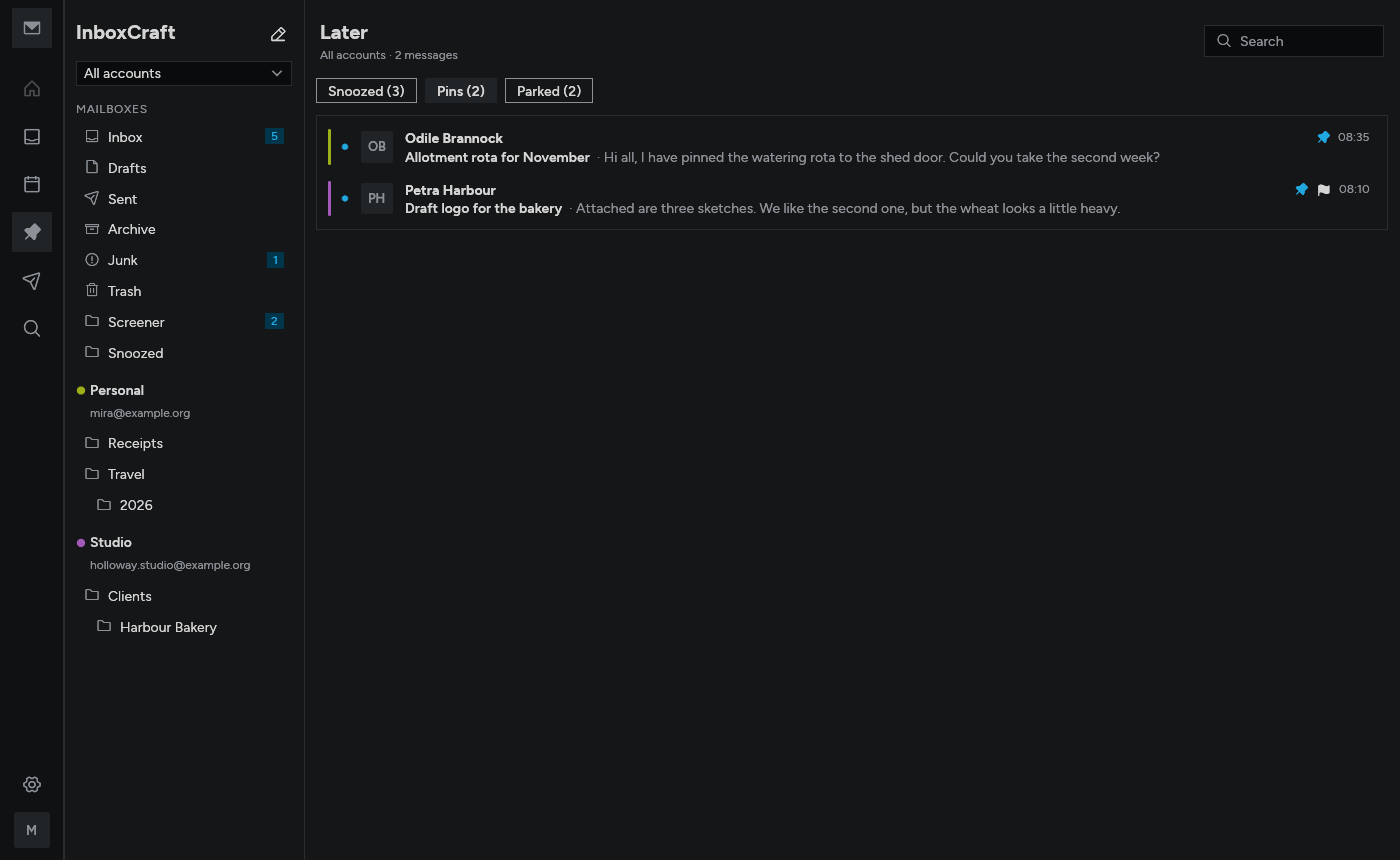 InboxCraft
All accounts
MAILBOXES
Inbox 5
Drafts
Sent
Archive
Junk 1
Trash
Screener 2
Snoozed
Personal
mira@example.org
Receipts
Travel
2026
Studio
holloway.studio@example.org
Clients
Harbour Bakery
M
Later
All accounts · 2 messages
Search
Snoozed (3) Pins (2) Parked (2)
OB
Odile Brannock 08:35
Allotment rota for November · Hi all, I have pinned the watering rota to the shed door. Could you take the second week?
PH
Petra Harbour 08:10
Draft logo for the bakery · Attached are three sketches. We like the second one, but the wheat looks a little heavy.